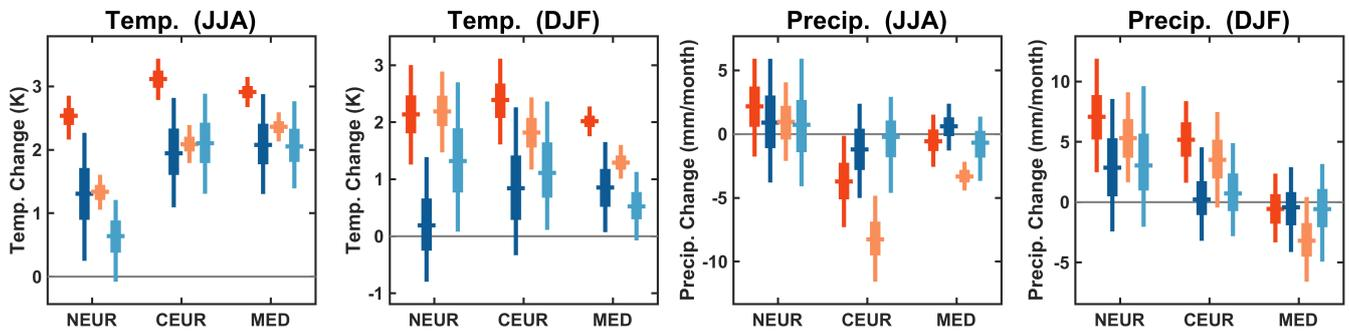 Temp. (JJA)
Temp. Change (K)
3
2
1
0
NEUR CEUR MED
Temp. (DJF)
Temp. Change (K)
3
2
1
0
-1
NEUR CEUR MED
Precip. (JJA)
Precip. Change (mm/month)
5
0
-5
-10
NEUR CEUR MED
Precip. (DJF)
Precip. Change (mm/month)
10
5
0
-5
NEUR CEUR MED